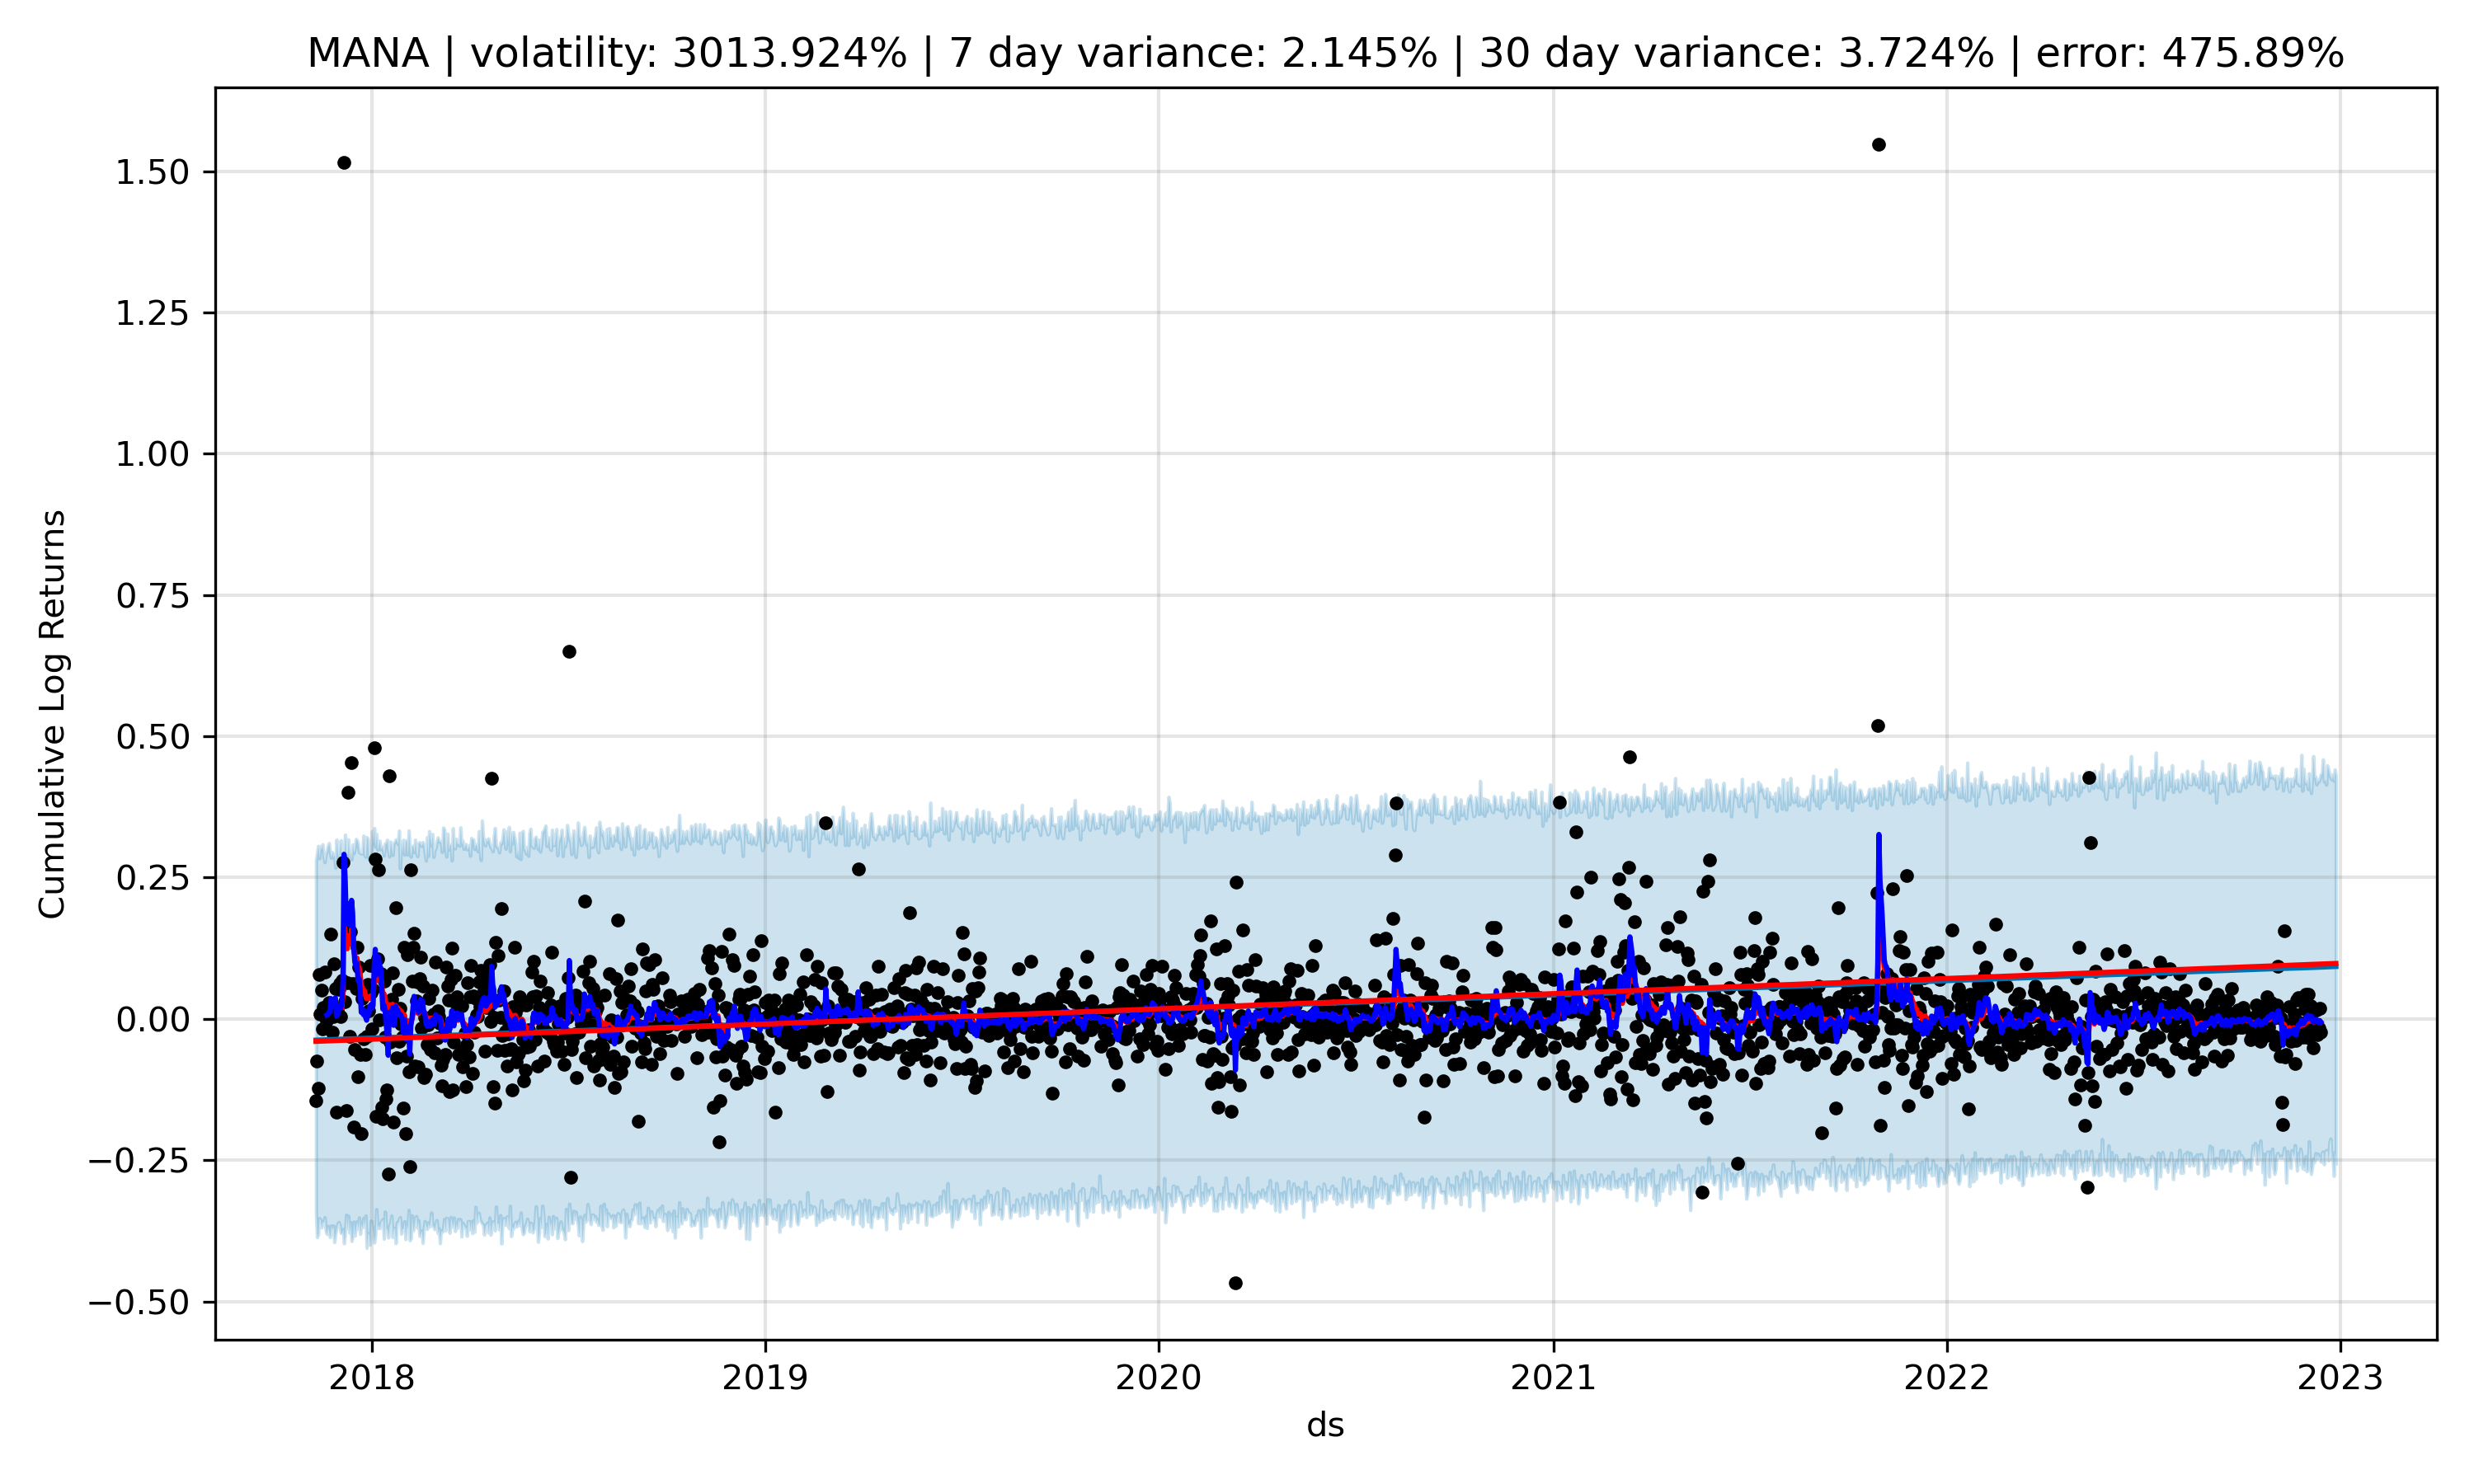 MANA | volatility: 3013.924% | 7 day variance: 2.145% | 30 day variance: 3.724% | error: 475.89%
1.50
1.25
1.00
0.75
0.50
0.25
0.00
−0.25
−0.50
Cumulative Log Returns
2018 2019 2020 2021 2022 2023
ds